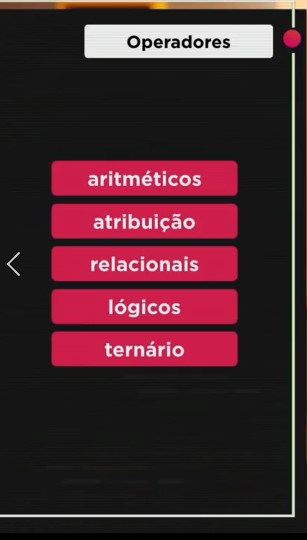 Operadores
aritméticos
atribuição
relacionais
lógicos
ternário